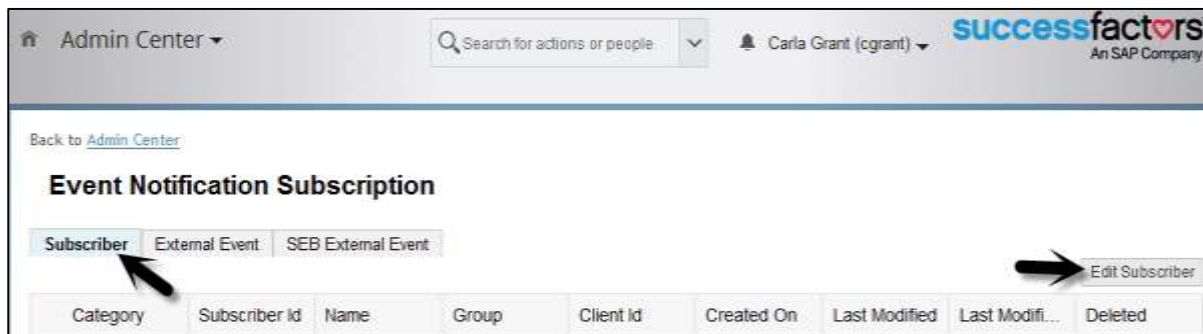 Admin Center
Search for actions or people
Carla Grant (cgrant)
successfactors
An SAP Company
Back to Admin Center
Event Notification Subscription
Subscriber External Event SEB External Event
Edit Subscriber
Category Subscriber Id Name Group Client Id Created On Last Modified Last Modifi... Deleted